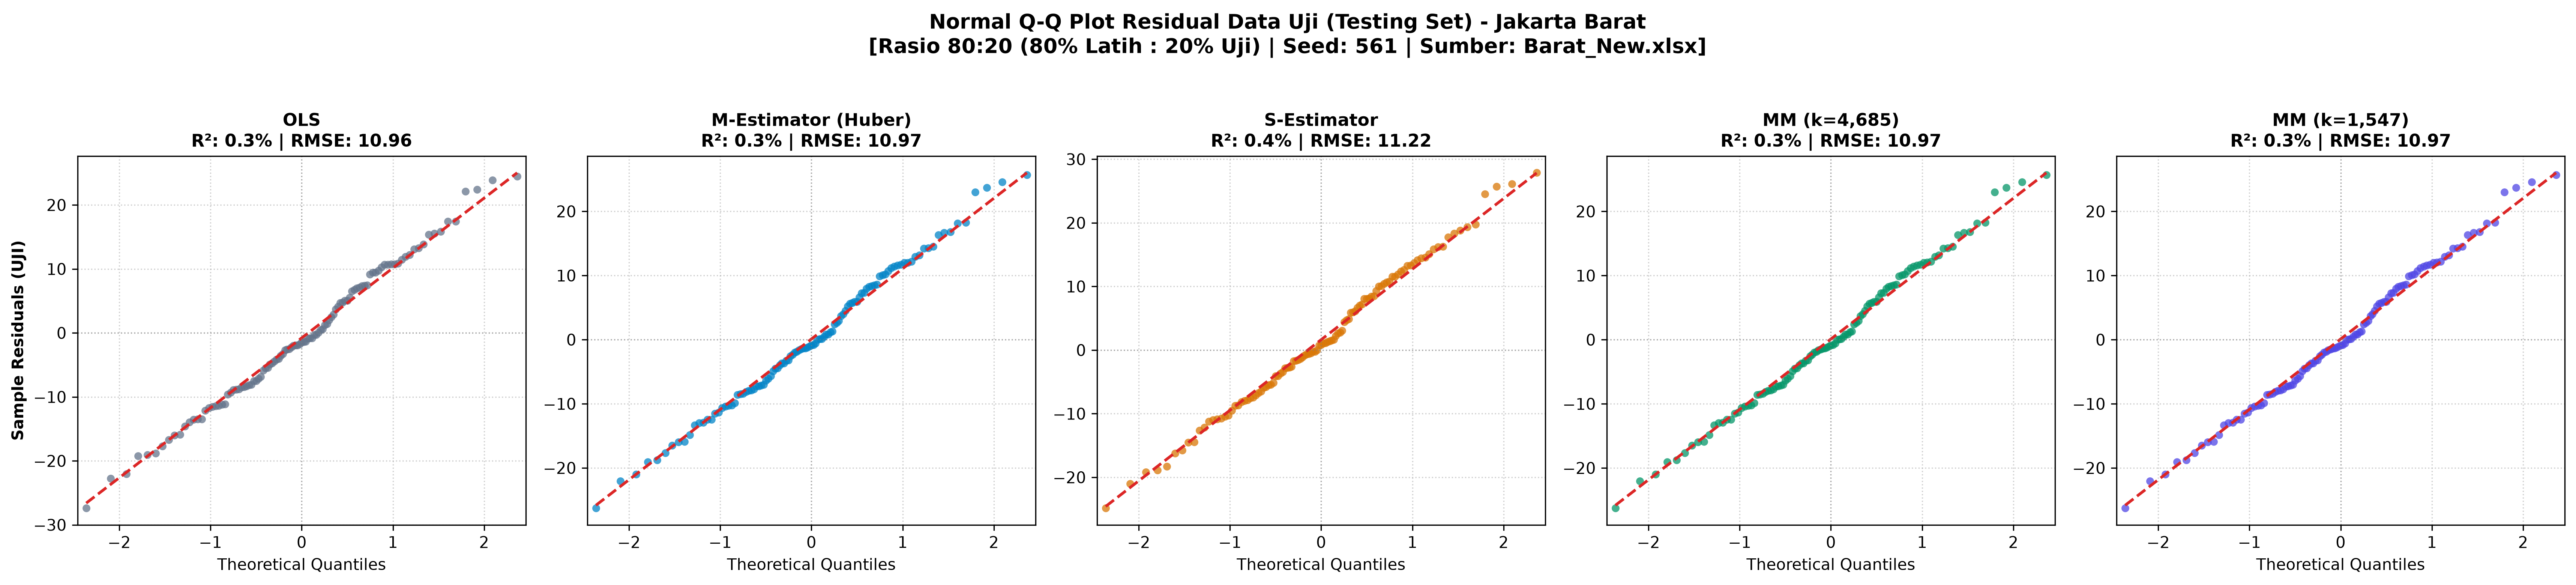 Normal Q-Q Plot Residual Data Uji (Testing Set) - Jakarta Barat
[Rasio 80:20 (80% Latih : 20% Uji) | Seed: 561 | Sumber: Barat_New.xlsx]
OLS
R²: 0.3% | RMSE: 10.96
Sample Residuals (UJI)
20
10
0
−10
−20
−30
−2 −1 0 1 2
Theoretical Quantiles
M-Estimator (Huber)
R²: 0.3% | RMSE: 10.97
20
10
0
−10
−20
−2 −1 0 1 2
Theoretical Quantiles
S-Estimator
R²: 0.4% | RMSE: 11.22
30
20
10
0
−10
−20
−2 −1 0 1 2
Theoretical Quantiles
MM (k=4,685)
R²: 0.3% | RMSE: 10.97
20
10
0
−10
−20
−2 −1 0 1 2
Theoretical Quantiles
MM (k=1,547)
R²: 0.3% | RMSE: 10.97
20
10
0
−10
−20
−2 −1 0 1 2
Theoretical Quantiles